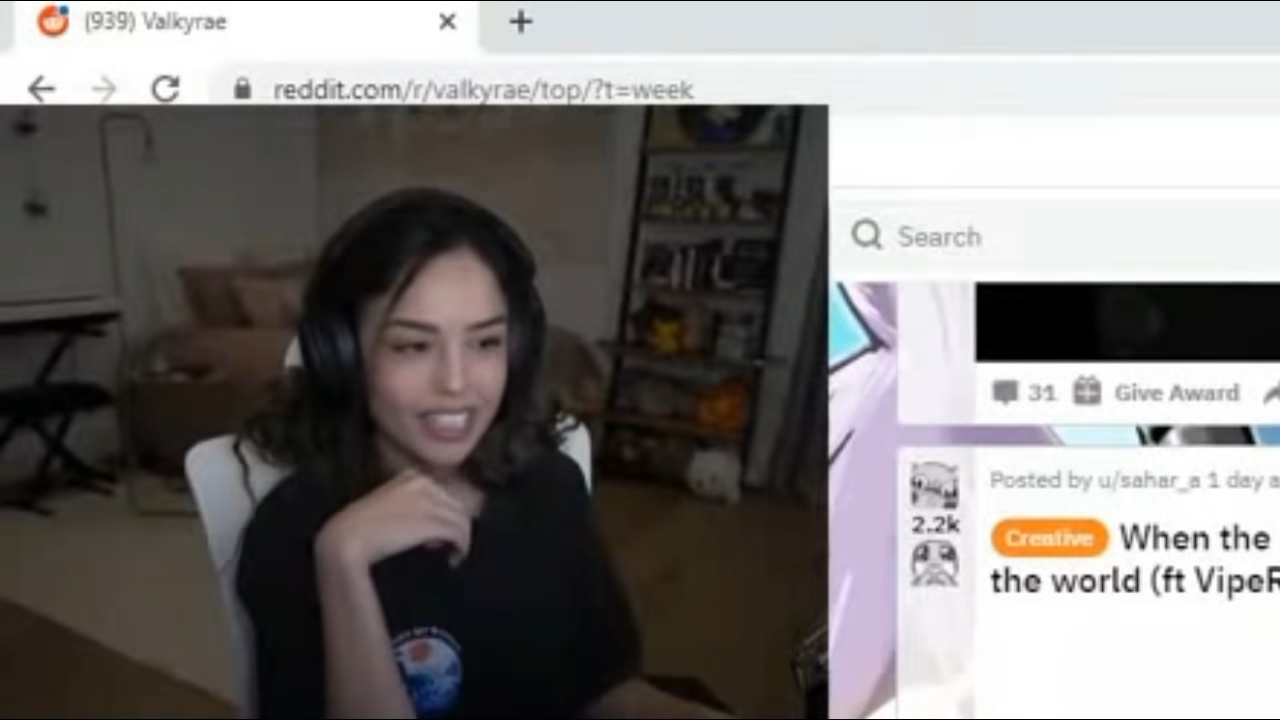 (939) Valkyrae
reddit.com/r/valkyrae/top/?t=week
Search
31 Give Award
Posted by u/sahar_a 1 day a
2.2k
Creative When the
the world (ft VipeR